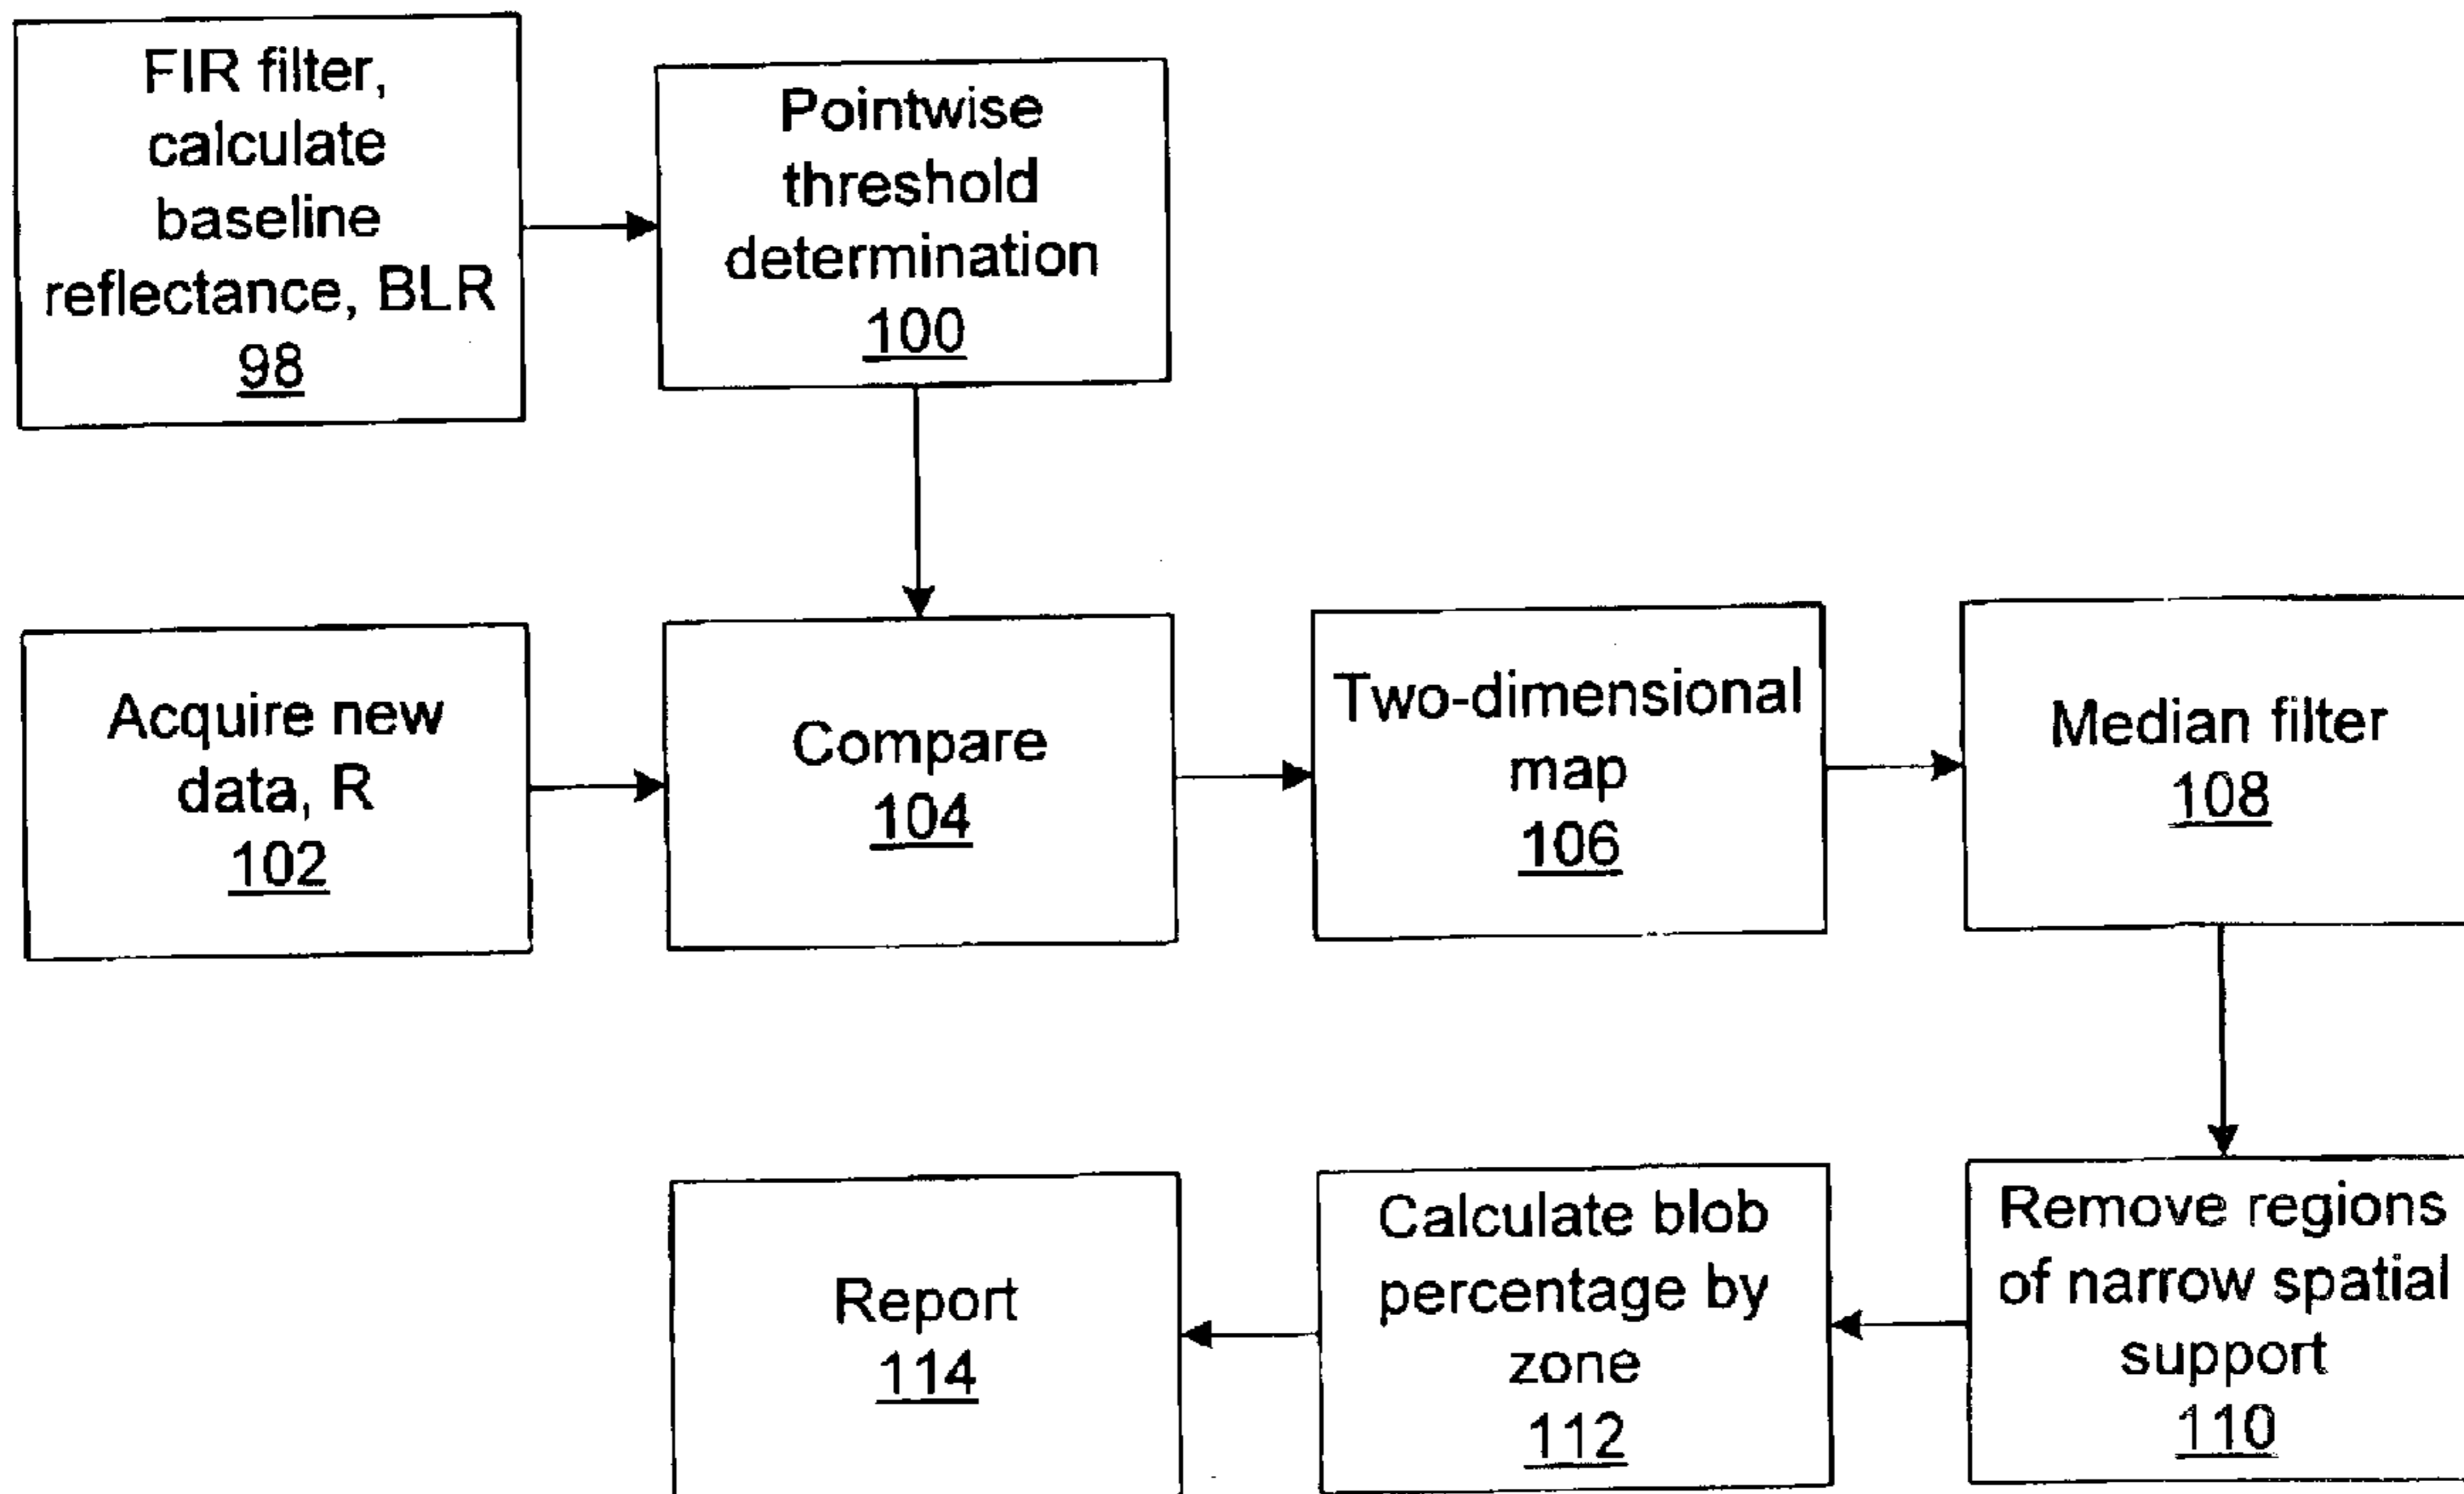 FIR filter,
calculate
baseline
reflectance, BLR
98
Pointwise
threshold
determination
100
Acquire new
data, R
102
Compare
104
Two-dimensional
map
106
Median filter
108
Remove regions
of narrow spatial
support
110
Calculate blob
percentage by
zone
112
Report
114